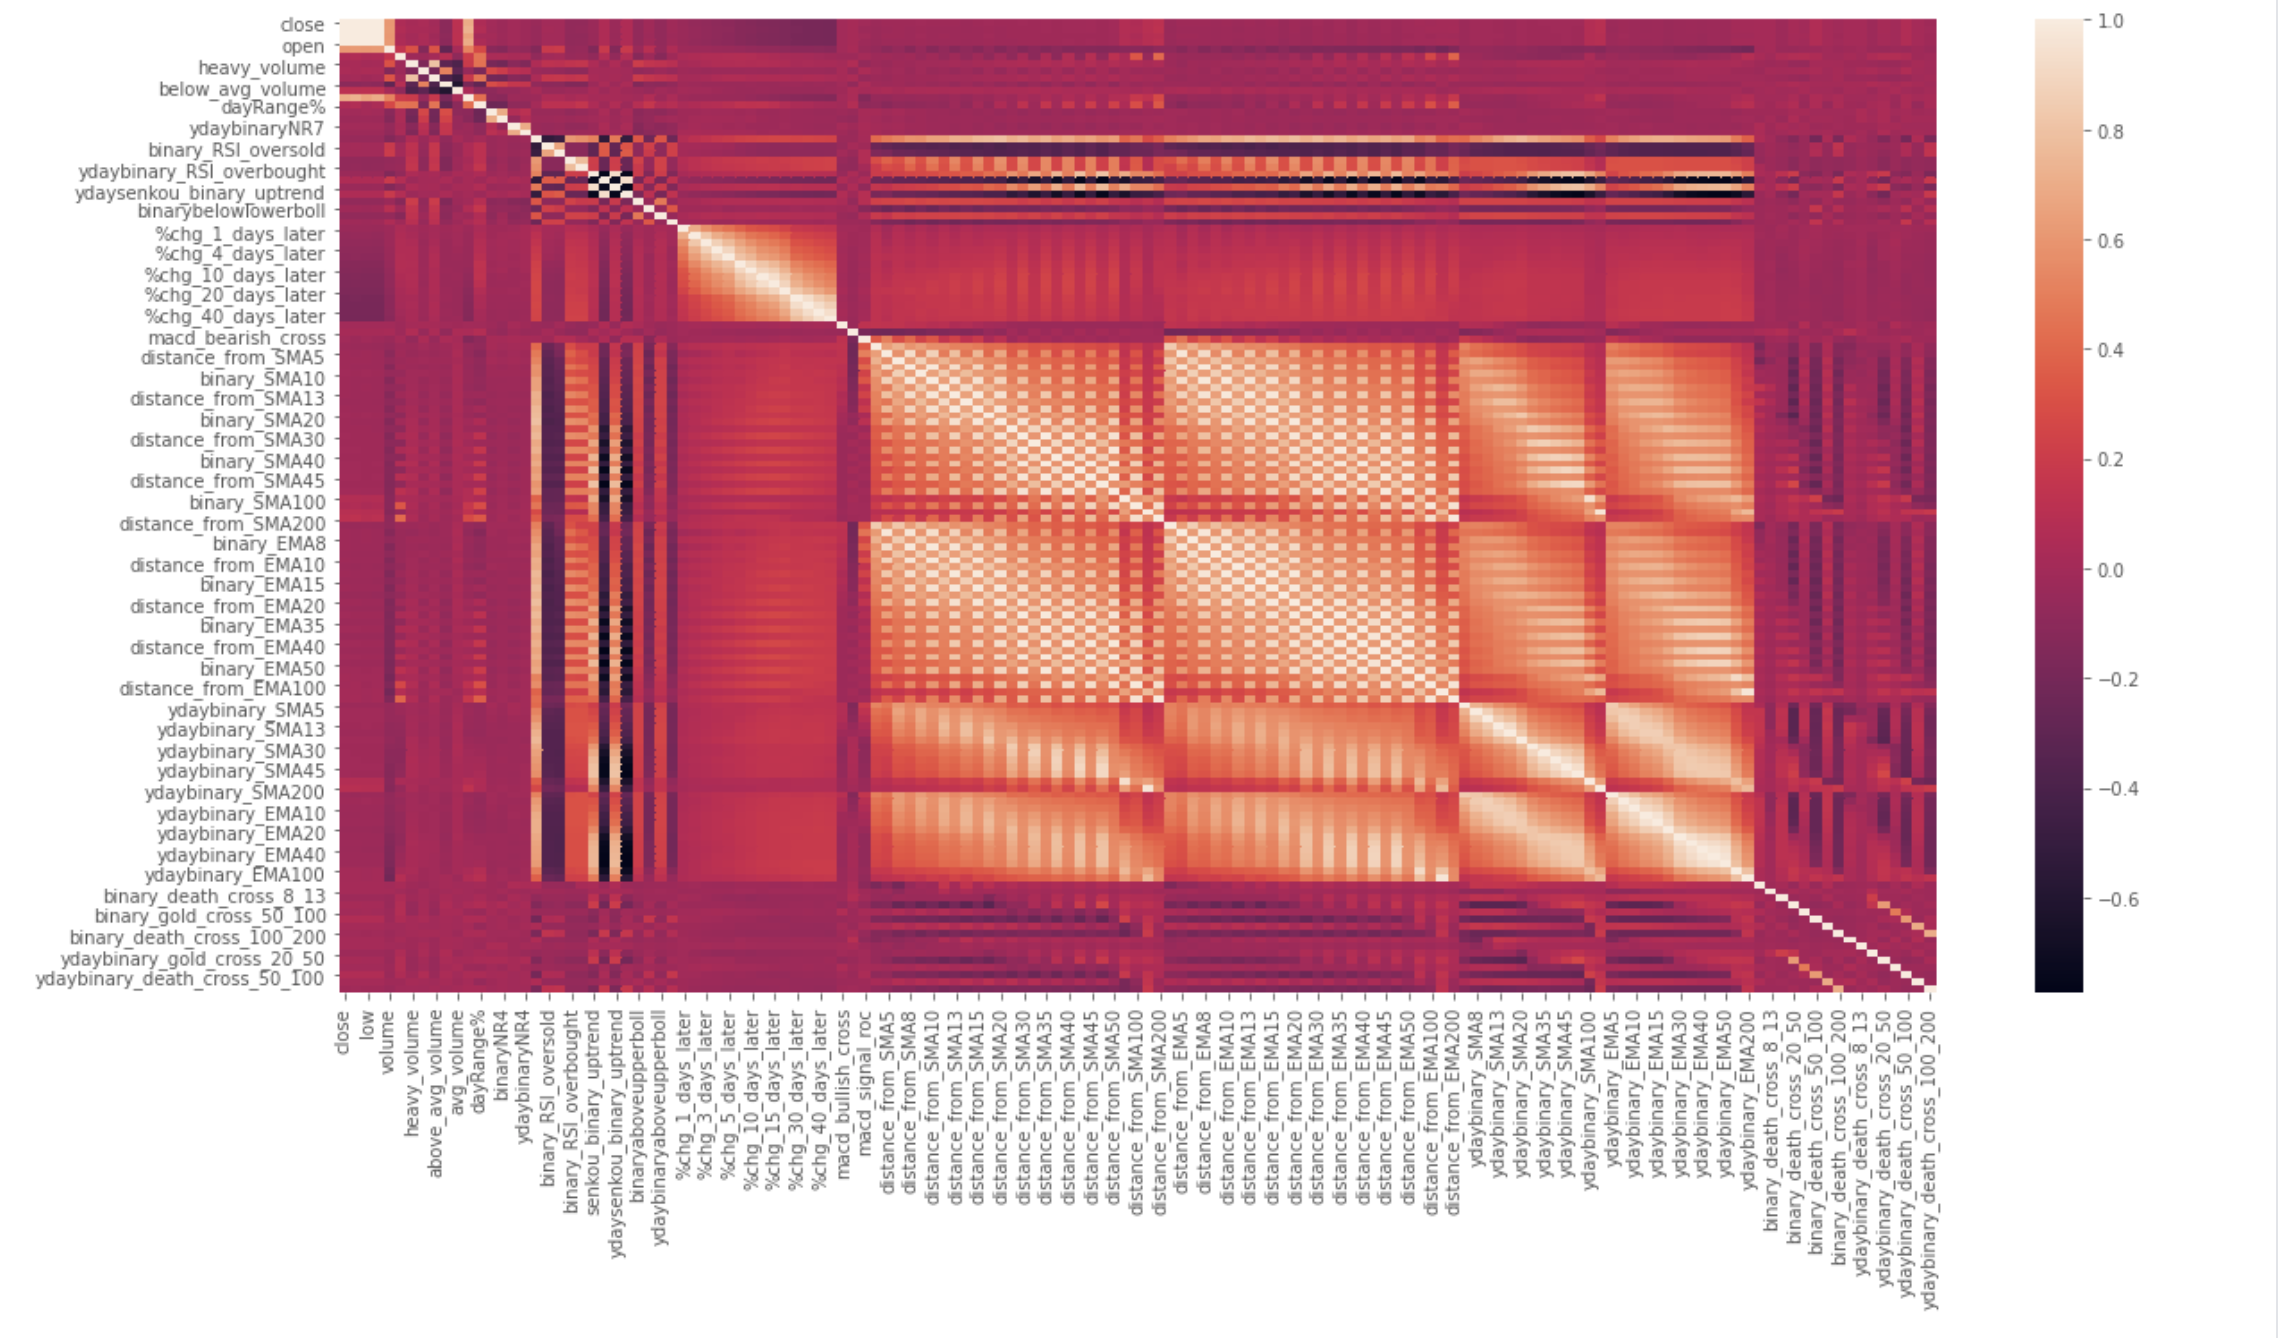 close
open
heavy_volume
below_avg_volume
dayRange%
ydaybinaryNR7
binary_RSI_oversold
ydaybinary_RSI_overbought
ydaysenkou_binary_uptrend
binarybelowlowerboll
%chg_1_days_later
%chg_4_days_later
%chg_10_days_later
%chg_20_days_later
%chg_40_days_later
macd_bearish_cross
distance_from_SMA5
binary_SMA10
distance_from_SMA13
binary_SMA20
distance_from_SMA30
binary_SMA40
distance_from_SMA45
binary_SMA100
distance_from_SMA200
binary_EMA8
distance_from_EMA10
binary_EMA15
distance_from_EMA20
binary_EMA35
distance_from_EMA40
binary_EMA50
distance_from_EMA100
ydaybinary_SMA5
ydaybinary_SMA13
ydaybinary_SMA30
ydaybinary_SMA45
ydaybinary_SMA200
ydaybinary_EMA10
ydaybinary_EMA20
ydaybinary_EMA40
ydaybinary_EMA100
binary_death_cross_8_13
binary_gold_cross_50_100
binary_death_cross_100_200
ydaybinary_gold_cross_20_50
ydaybinary_death_cross_50_100
close
low
volume
heavy_volume
above_avg_volume
avg_volume
dayRange%
binaryNR4
ydaybinaryNR4
binary_RSI_oversold
binary_RSI_overbought
senkou_binary_uptrend
ydaysenkou_binary_uptrend
binaryaboveupperboll
ydaybinaryaboveupperboll
%chg_1_days_later
%chg_3_days_later
%chg_5_days_later
%chg_10_days_later
%chg_15_days_later
%chg_30_days_later
%chg_40_days_later
macd_bullish_cross
macd_signal_roc
distance_from_SMA5
distance_from_SMA8
distance_from_SMA10
distance_from_SMA13
distance_from_SMA15
distance_from_SMA20
distance_from_SMA30
distance_from_SMA35
distance_from_SMA40
distance_from_SMA45
distance_from_SMA50
distance_from_SMA100
distance_from_SMA200
distance_from_EMA5
distance_from_EMA8
distance_from_EMA10
distance_from_EMA13
distance_from_EMA15
distance_from_EMA20
distance_from_EMA30
distance_from_EMA35
distance_from_EMA40
distance_from_EMA45
distance_from_EMA50
distance_from_EMA100
distance_from_EMA200
ydaybinary_SMA8
ydaybinary_SMA13
ydaybinary_SMA20
ydaybinary_SMA35
ydaybinary_SMA45
ydaybinary_SMA100
ydaybinary_EMA5
ydaybinary_EMA10
ydaybinary_EMA15
ydaybinary_EMA30
ydaybinary_EMA40
ydaybinary_EMA50
ydaybinary_EMA200
binary_death_cross_8_13
binary_death_cross_20_50
binary_death_cross_50_100
binary_death_cross_100_200
ydaybinary_death_cross_8_13
ydaybinary_death_cross_20_50
ydaybinary_death_cross_50_100
ydaybinary_death_cross_100_200
1.0
0.8
0.6
0.4
0.2
0.0
−0.2
−0.4
−0.6